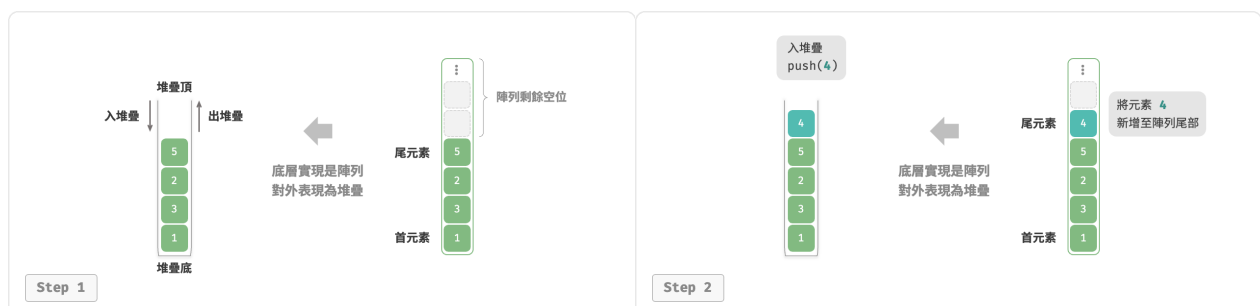 堆疊頂
入堆疊
出堆疊
5
2
3
1
堆疊底
底層實現是陣列
對外表現為堆疊
⋮
陣列剩餘空位
尾元素
5
2
3
首元素
1
Step 1
入堆疊
push(4)
4
5
2
3
1
底層實現是陣列
對外表現為堆疊
⋮
尾元素
4
將元素 4
新增至陣列尾部
5
2
3
首元素
1
Step 2